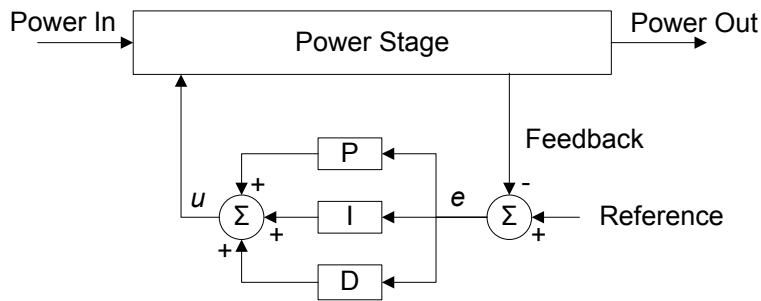 Power In
Power Stage
Power Out
Feedback
P
+
-
u
Σ
+
I
e
Σ
Reference
+
+
D